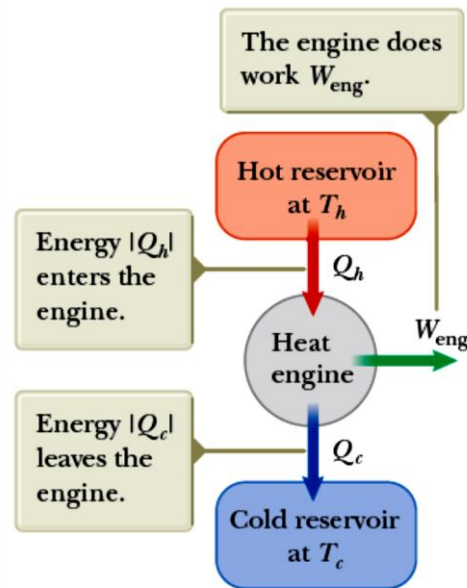 The engine does
work W_eng.
Hot reservoir
at T_h
Energy |Q_h|
enters the
engine.
Q_h
W_eng
Heat
engine
Energy |Q_c|
leaves the
engine.
Q_c
Cold reservoir
at T_c